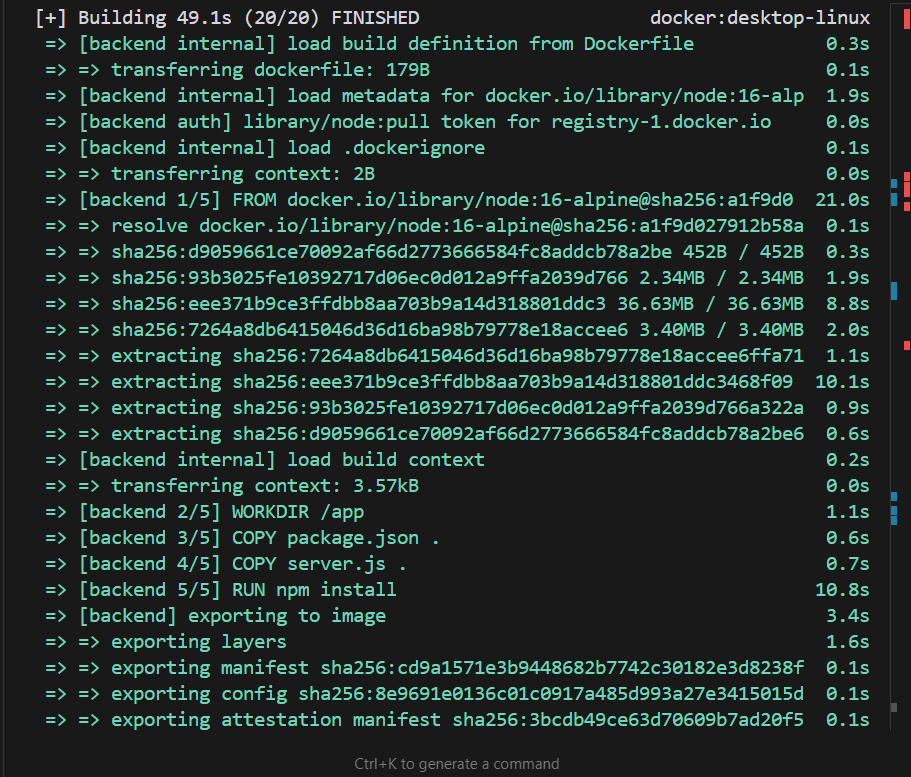 [+] Building 49.1s (20/20) FINISHED docker:desktop-linux
=> [backend internal] load build definition from Dockerfile 0.3s
=> => transferring dockerfile: 179B 0.1s
=> [backend internal] load metadata for docker.io/library/node:16-alp 1.9s
=> [backend auth] library/node:pull token for registry-1.docker.io 0.0s
=> [backend internal] load .dockerignore 0.1s
=> => transferring context: 2B 0.0s
=> [backend 1/5] FROM docker.io/library/node:16-alpine@sha256:a1f9d0 21.0s
=> => resolve docker.io/library/node:16-alpine@sha256:a1f9d027912b58a 0.1s
=> => sha256:d9059661ce70092af66d2773666584fc8addcb78a2be 452B / 452B 0.3s
=> => sha256:93b3025fe10392717d06ec0d012a9ffa2039d766 2.34MB / 2.34MB 1.9s
=> => sha256:eee371b9ce3ffdbb8aa703b9a14d318801ddc3 36.63MB / 36.63MB 8.8s
=> => sha256:7264a8db6415046d36d16ba98b79778e18accee6 3.40MB / 3.40MB 2.0s
=> => extracting sha256:7264a8db6415046d36d16ba98b79778e18accee6ffa71 1.1s
=> => extracting sha256:eee371b9ce3ffdbb8aa703b9a14d318801ddc3468f09 10.1s
=> => extracting sha256:93b3025fe10392717d06ec0d012a9ffa2039d766a322a 0.9s
=> => extracting sha256:d9059661ce70092af66d2773666584fc8addcb78a2be6 0.6s
=> [backend internal] load build context 0.2s
=> => transferring context: 3.57kB 0.0s
=> [backend 2/5] WORKDIR /app 1.1s
=> [backend 3/5] COPY package.json . 0.6s
=> [backend 4/5] COPY server.js . 0.7s
=> [backend 5/5] RUN npm install 10.8s
=> [backend] exporting to image 3.4s
=> => exporting layers 1.6s
=> => exporting manifest sha256:cd9a1571e3b9448682b7742c30182e3d8238f 0.1s
=> => exporting config sha256:8e9691e0136c01c0917a485d993a27e3415015d 0.1s
=> => exporting attestation manifest sha256:3bcdb49ce63d70609b7ad20f5 0.1s
Ctrl+K to generate a command